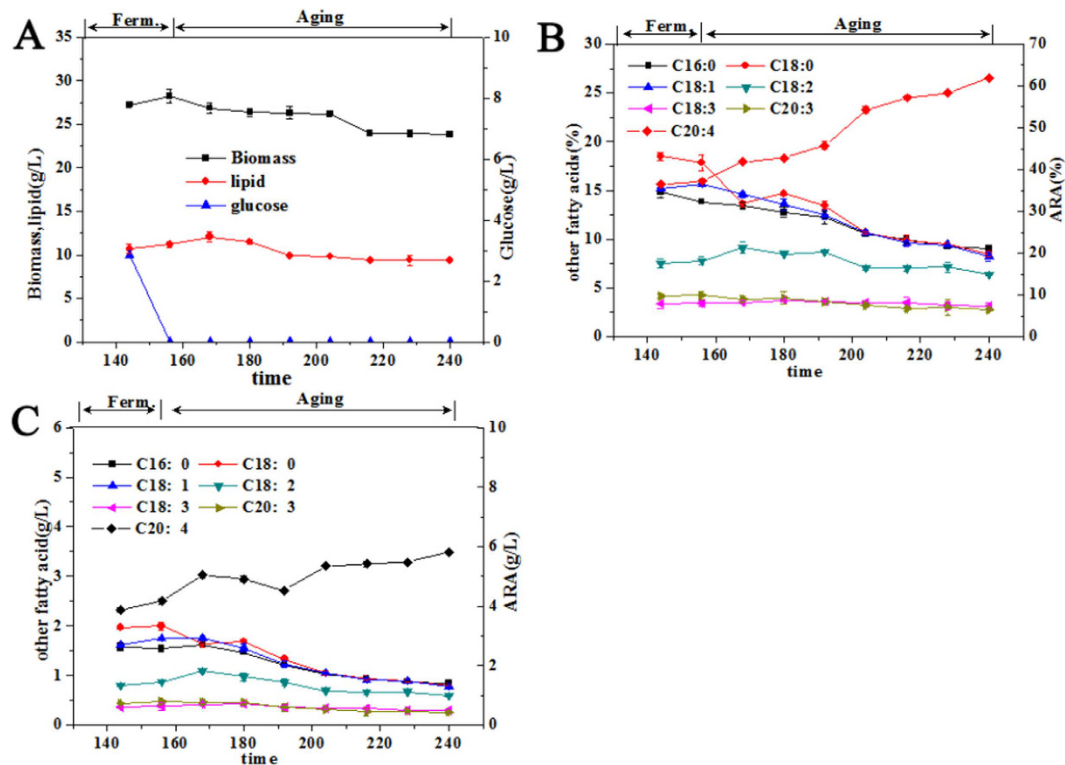 A
Ferm.
Aging
35
30
25
20
15
10
5
0
Biomass,lipid(g/L)
Biomass
lipid
glucose
10
8
6
4
2
0
Glucose(g/L)
140 160 180 200 220 240
time
B
Ferm.
Aging
30
25
20
15
10
5
0
other fatty acids(%)
C16:0 C18:0
C18:1 C18:2
C18:3 C20:3
C20:4
70
60
50
40
30
20
10
0
ARA(%)
140 160 180 200 220 240
time
C
Ferm.
Aging
6
5
4
3
2
1
0
other fatty acid(g/L)
C16: 0 C18: 0
C18: 1 C18: 2
C18: 3 C20: 3
C20: 4
10
8
6
4
2
0
ARA(g/L)
140 160 180 200 220 240
time